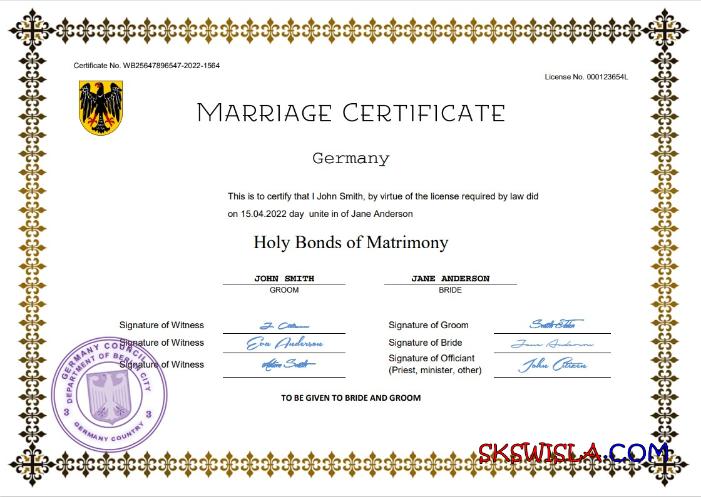 Certificate No. WB25647896547-2022-1564
License No. 000123654L
MARRIAGE CERTIFICATE
Germany
This is to certify that I John Smith, by virtue of the license required by law did
on 15.04.2022 day unite in of Jane Anderson
Holy Bonds of Matrimony
JOHN SMITH
GROOM
JANE ANDERSON
BRIDE
Signature of Witness
Signature of Groom
Signature of Witness Eva Anderson
Signature of Bride Jane Anderson
Signature of Witness
Signature of Officiant
(Priest, minister, other) John Citizen
TO BE GIVEN TO BRIDE AND GROOM
GERMANY COUNCIL
DEPARTMENT OF BERLIN CITY
3 3
GERMANY COUNTRY
SKSWISLA.COM